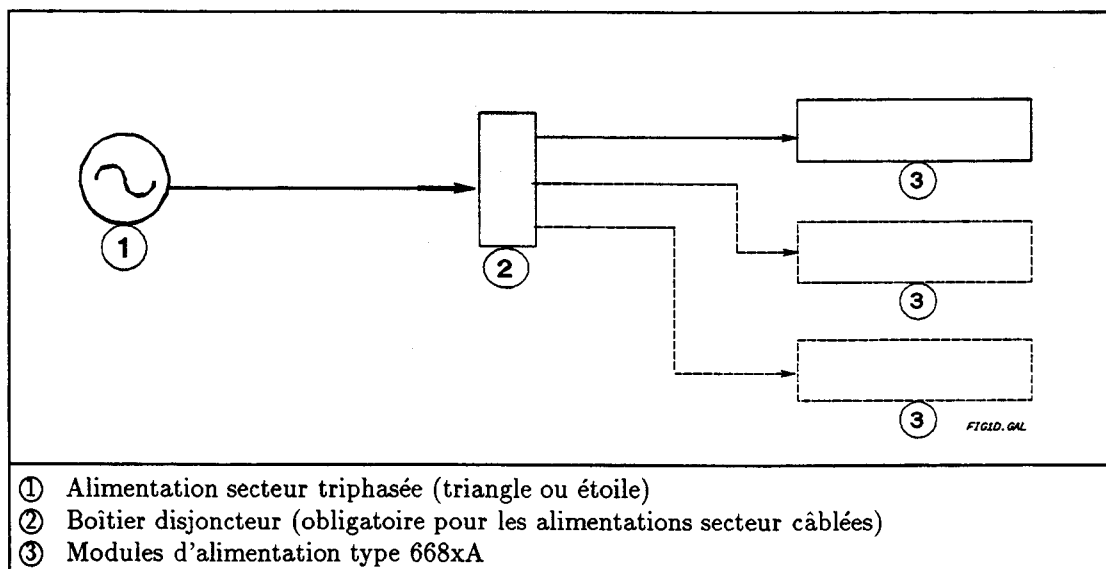 1
2
3
3
3
FIG1D.GAL
① Alimentation secteur triphasée (triangle ou étoile)
② Boîtier disjoncteur (obligatoire pour les alimentations secteur câblées)
③ Modules d'alimentation type 668xA